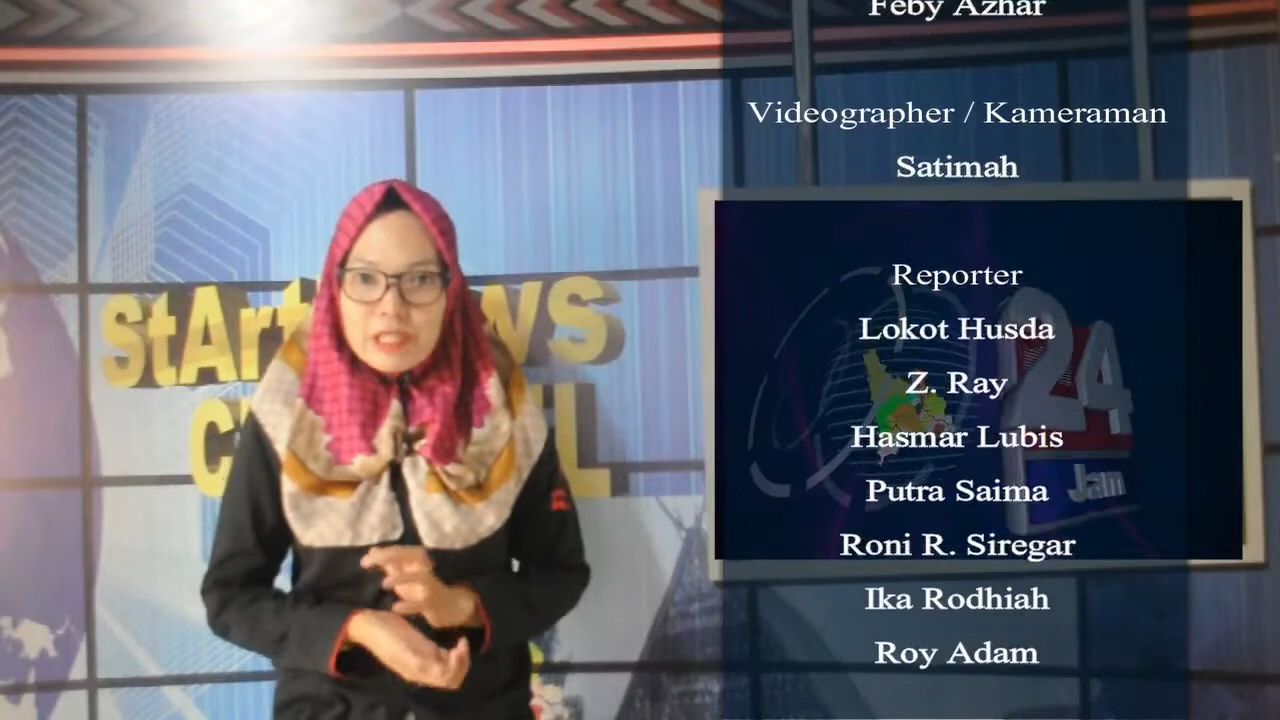 Feby Azhar
Videographer / Kameraman
Satimah
Reporter
Lokot Husda
Z. Ray
Hasmar Lubis
Putra Saima
Roni R. Siregar
Ika Rodhiah
Roy Adam
StArt
24
Jam